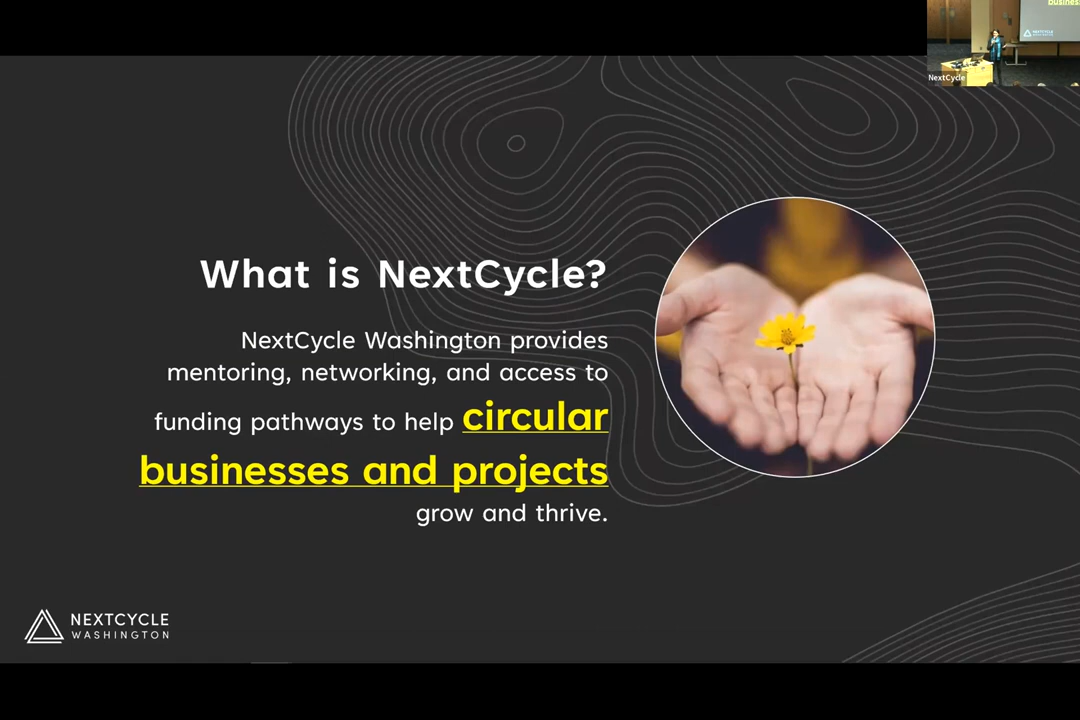 What is NextCycle?
NextCycle Washington provides
mentoring, networking, and access to
funding pathways to help circular
businesses and projects
grow and thrive.
NEXTCYCLE
WASHINGTON
NextCycle